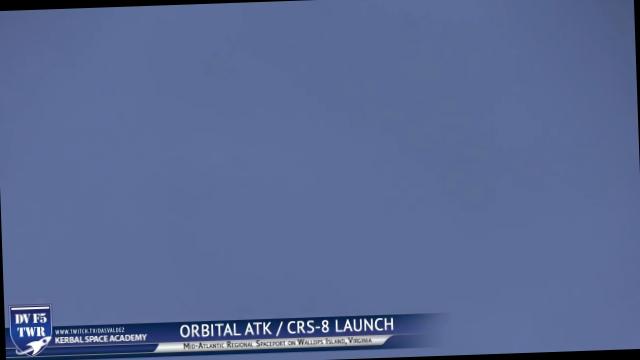 DV F5
TWR
WWW.TWITCH.TV/DASVALDEZ
KERBAL SPACE ACADEMY
ORBITAL ATK / CRS-8 LAUNCH
MID-ATLANTIC REGIONAL SPACEPORT ON WALLOPS ISLAND, VIRGINIA